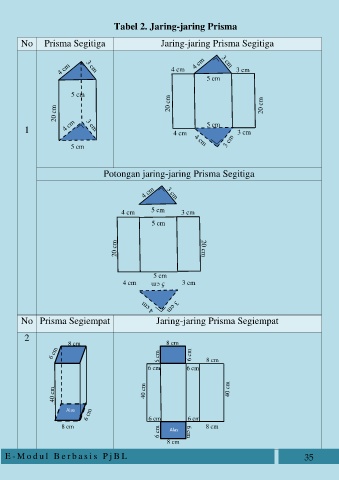 Tabel 2. Jaring-jaring Prisma
No Prisma Segitiga Jaring-jaring Prisma Segitiga
1
4 cm 3 cm
5 cm
20 cm
4 cm 3 cm
5 cm
4 cm 3 cm
4 cm 3 cm
5 cm
20 cm 20 cm
5 cm
4 cm 3 cm
4 cm 3 cm
Potongan jaring-jaring Prisma Segitiga
4 cm 3 cm
4 cm 5 cm 3 cm
5 cm
20 cm 20 cm
5 cm
4 cm 5 cm 3 cm
4 cm 3 cm
No Prisma Segiempat Jaring-jaring Prisma Segiempat
2
8 cm
6 cm
40 cm
Alas
6 cm
8 cm
8 cm
6 cm
8 cm
6 cm 6 cm
40 cm 40 cm
6 cm 6 cm
6 cm Alas 6 cm 8 cm
8 cm
E-Modul Berbasis PjBL 35